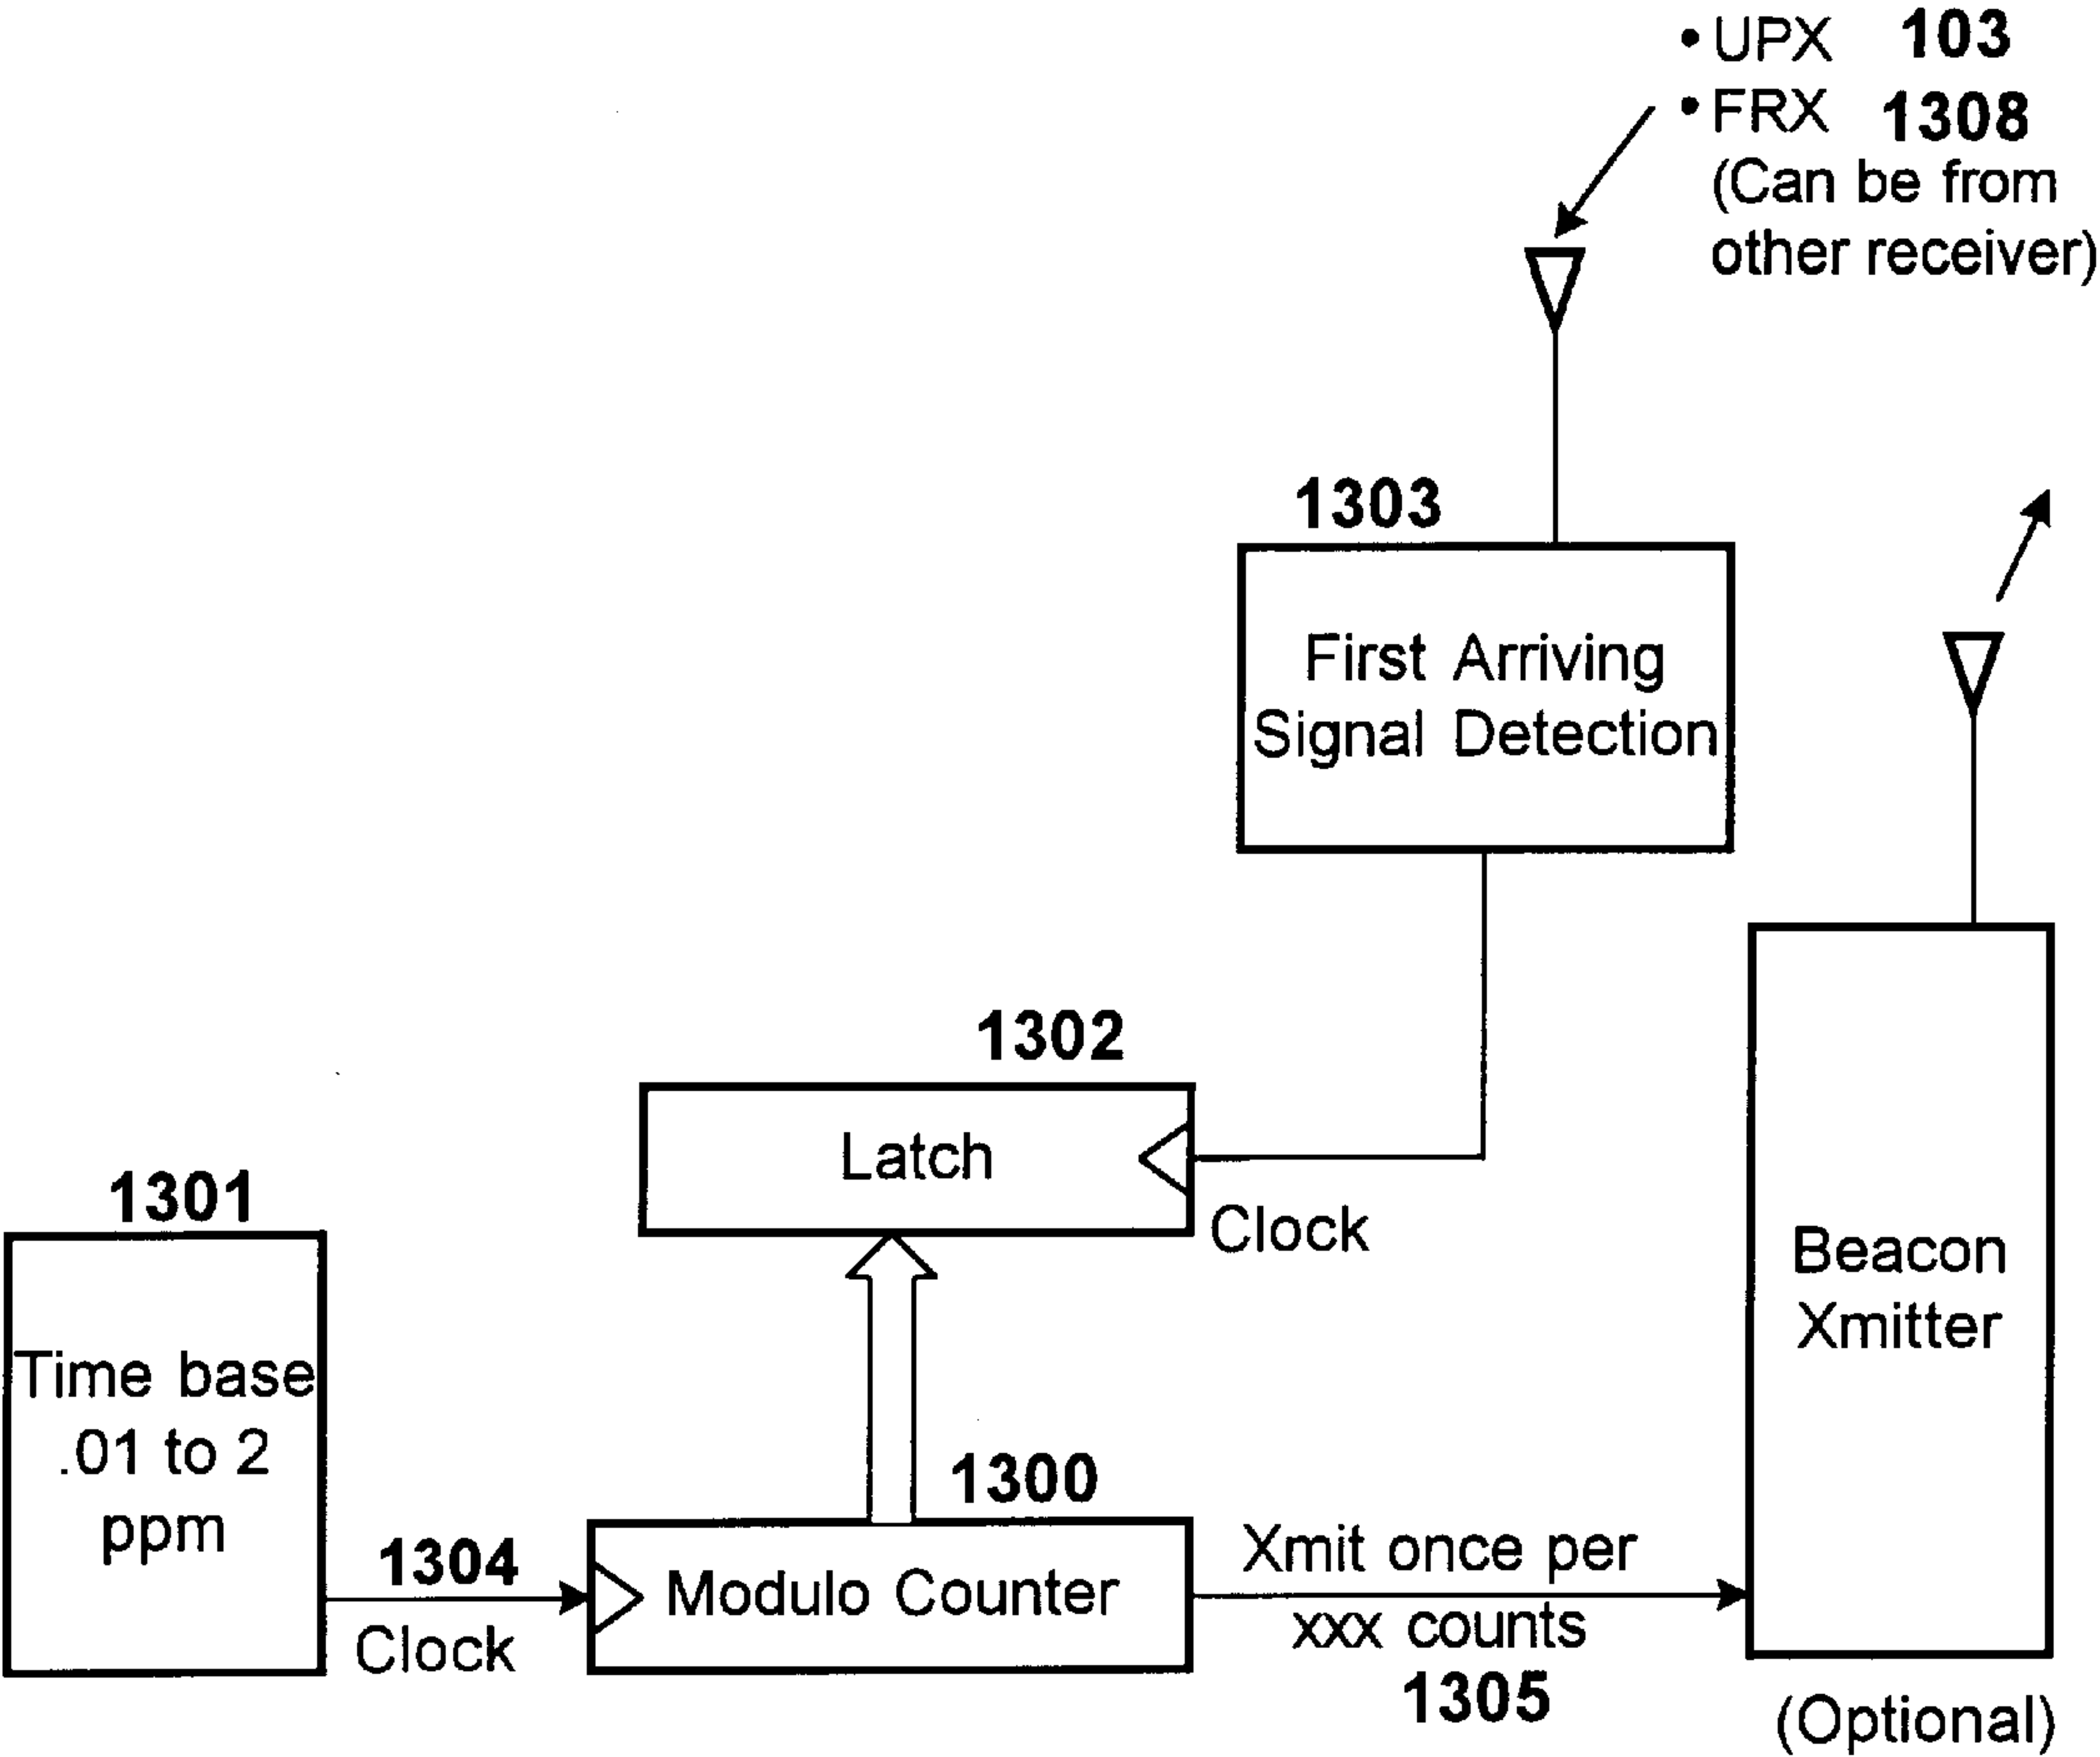 • UPX 103
• FRX 1308
(Can be from
other receiver)
1303
First Arriving
Signal Detection
1302
Latch
Clock
1301
Time base
.01 to 2
ppm
1304
Clock
1300
Modulo Counter
Xmit once per
xxx counts
1305
Beacon
Xmitter
(Optional)